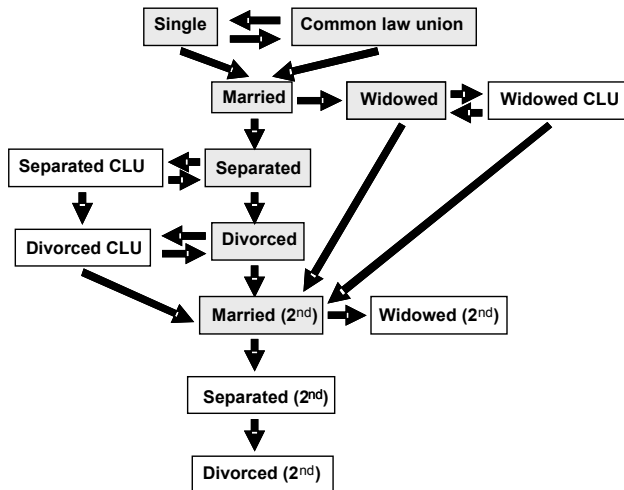 Single
Common law union
Married
Widowed
Widowed CLU
Separated CLU
Separated
Divorced CLU
Divorced
Married (2nd)
Widowed (2nd)
Separated (2nd)
Divorced (2nd)